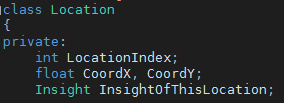 class Location
{
private:
    int LocationIndex;
    float CoordX, CoordY;
    Insight InsightOfThisLocation;